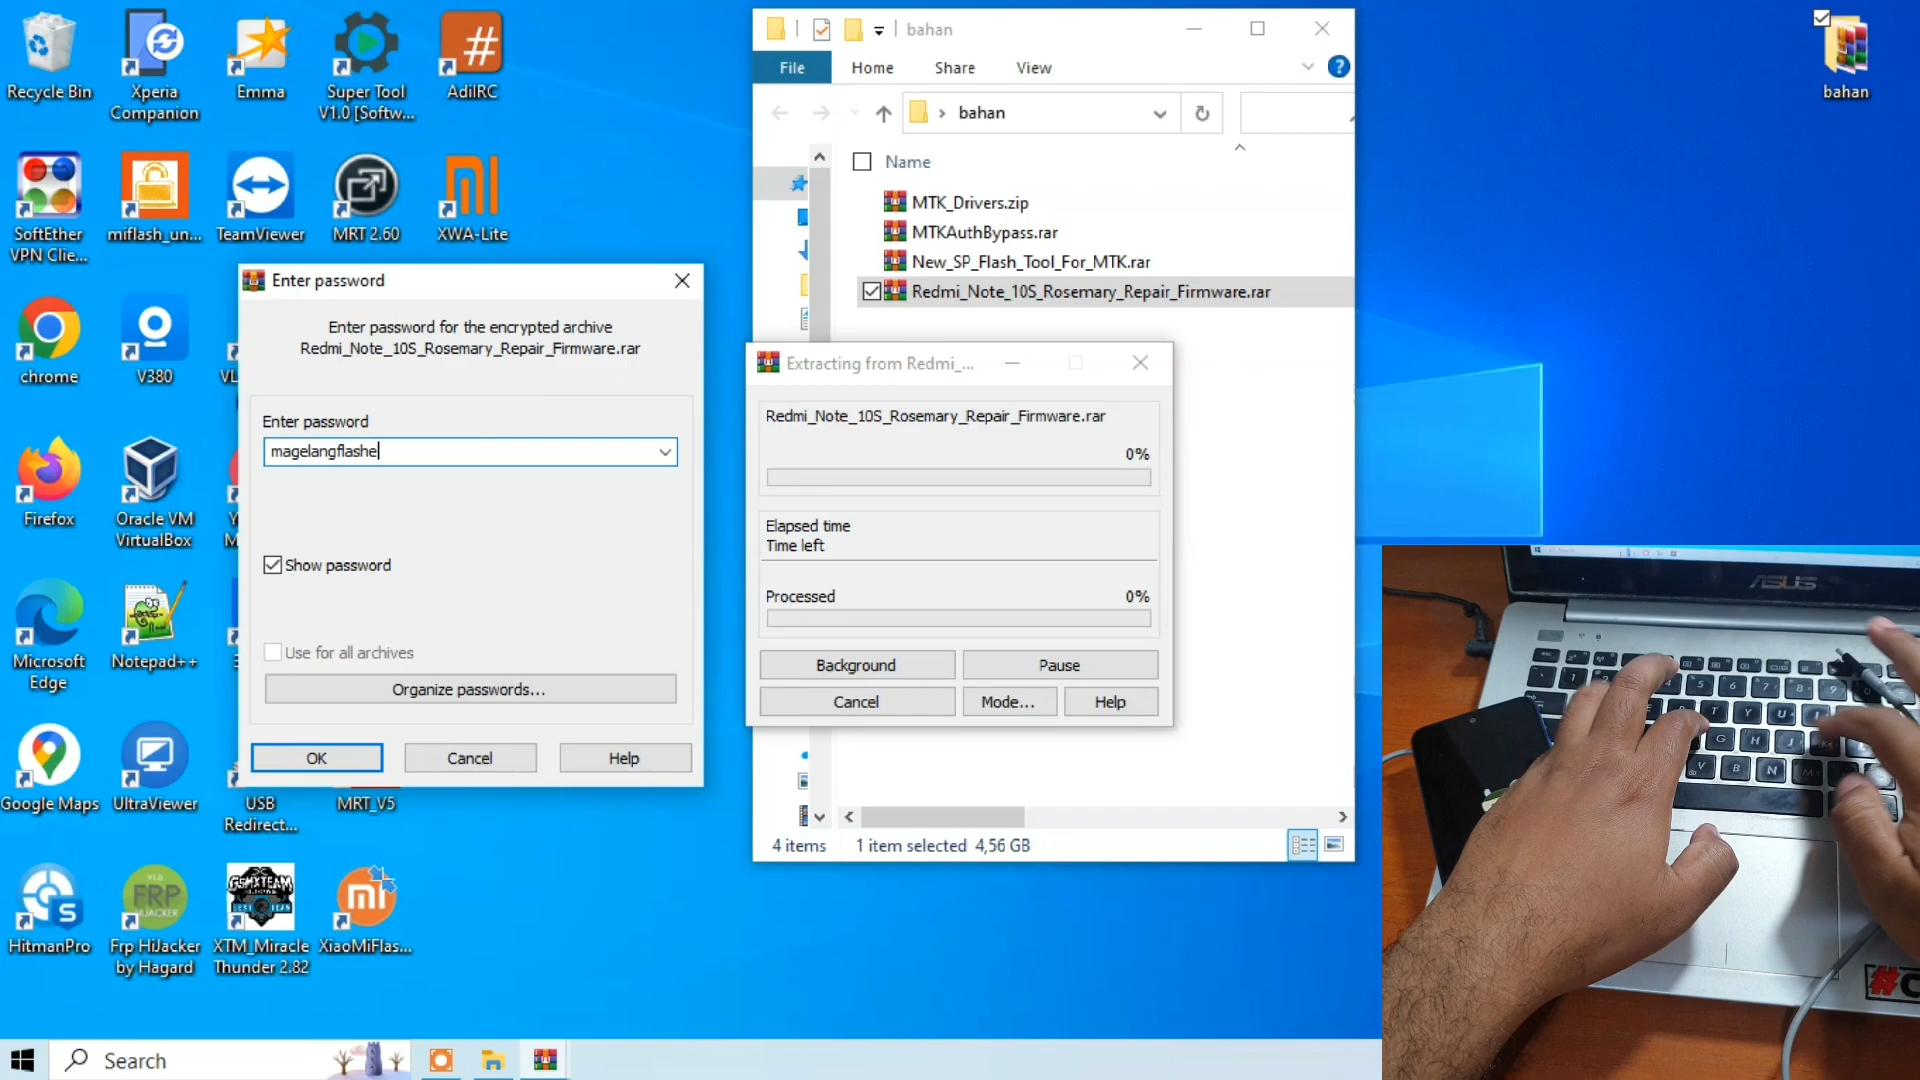 Recycle Bin
Xperia
Companion
Emma
Super Tool
V1.0 [Softw...
AdilRC
SoftEther
VPN Clie...
miflash_un...
TeamViewer
MRT 2.60
XWA-Lite
chrome
V380
VL
Firefox
Oracle VM
VirtualBox
Microsoft
Edge
Notepad++
Google Maps
UltraViewer
USB
Redirect...
MRT_V5
HitmanPro
Frp HiJacker
by Hagard
XTM_Miracle
Thunder 2.82
XiaoMiFlas...
bahan
Enter password
Enter password for the encrypted archive
Redmi_Note_10S_Rosemary_Repair_Firmware.rar
Enter password
magelangflashe
Show password
Use for all archives
Organize passwords...
OK
Cancel
Help
bahan
File
Home
Share
View
bahan
Name
MTK_Drivers.zip
MTKAuthBypass.rar
New_SP_Flash_Tool_For_MTK.rar
Redmi_Note_10S_Rosemary_Repair_Firmware.rar
Extracting from Redmi_...
Redmi_Note_10S_Rosemary_Repair_Firmware.rar
0%
Elapsed time
Time left
Processed
0%
Background
Pause
Cancel
Mode...
Help
4 items
1 item selected 4,56 GB
Search
ASUS